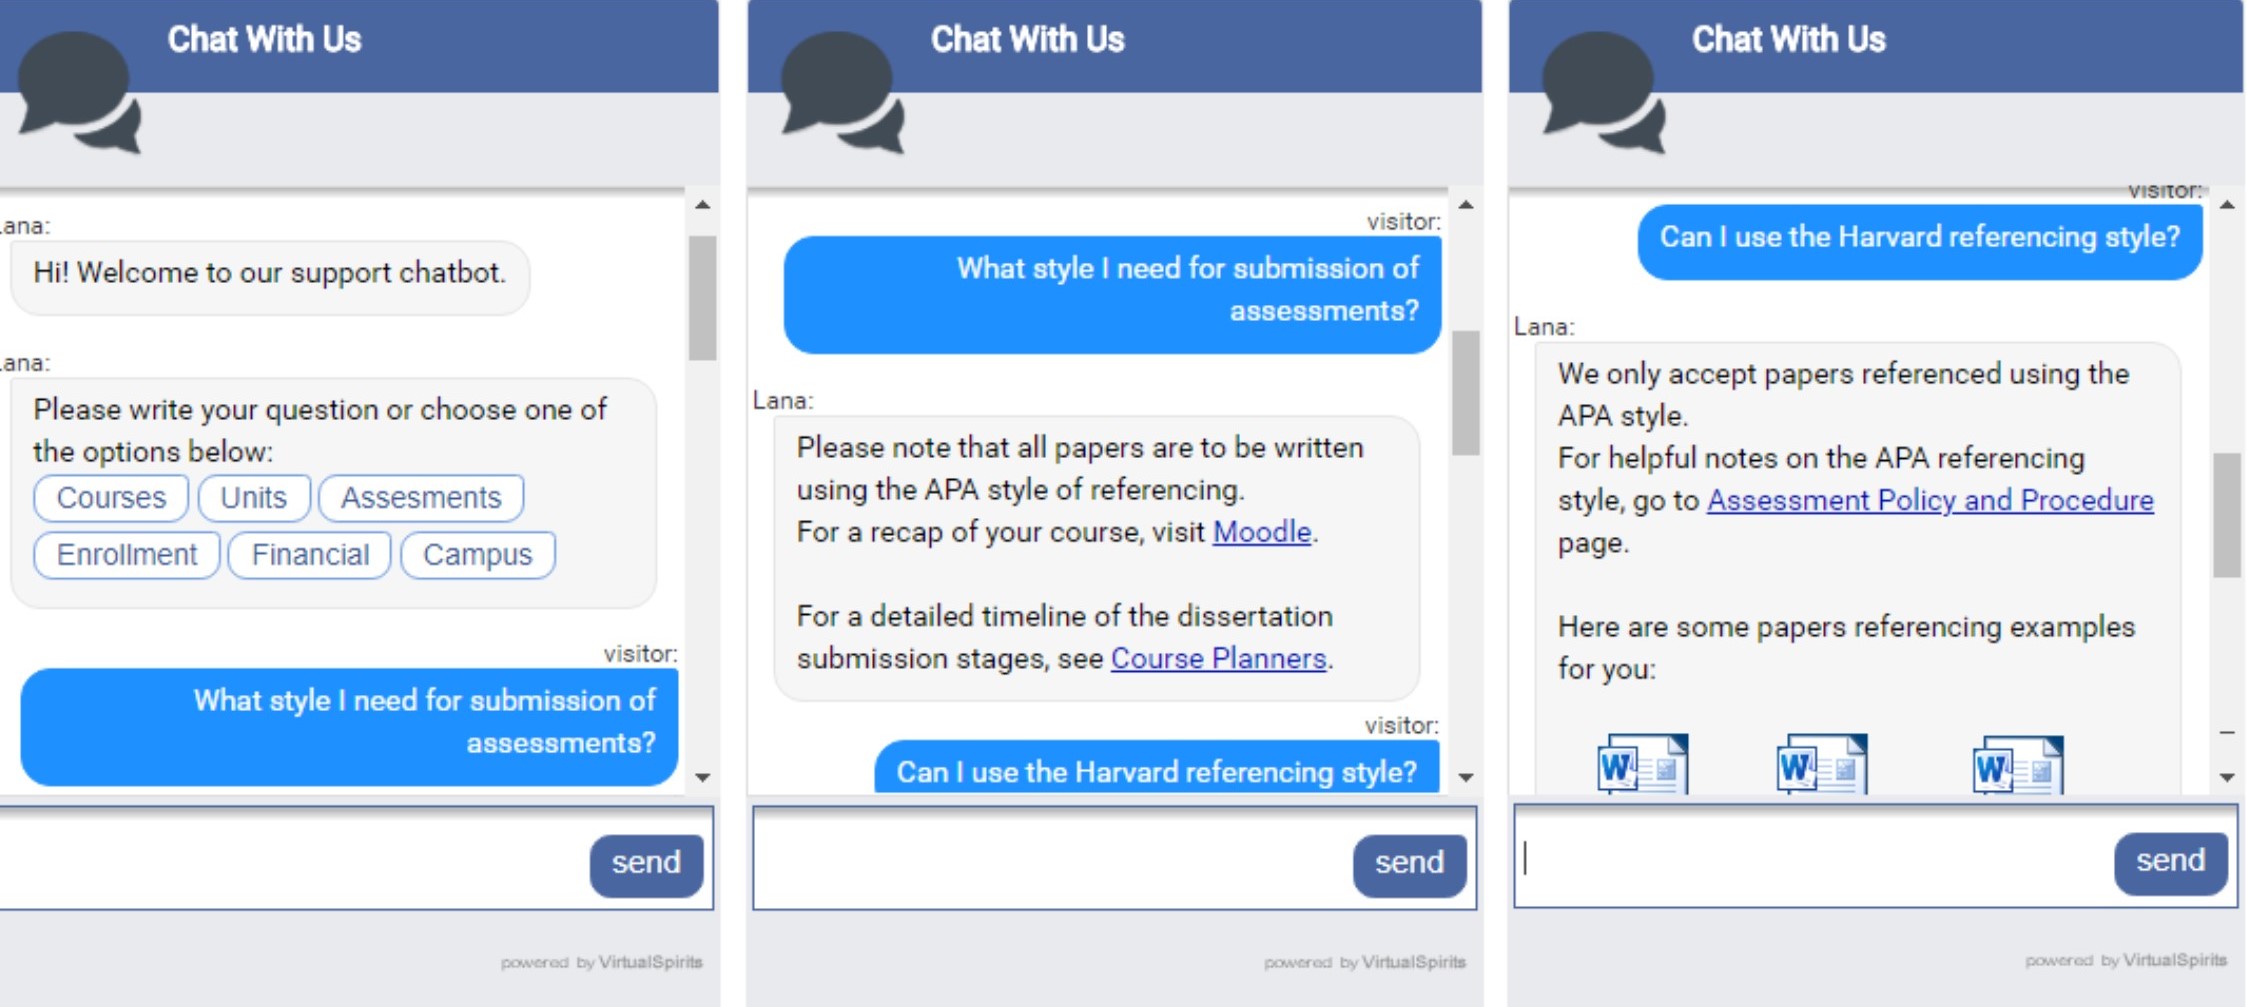 Chat With Us
ana:
Hi! Welcome to our support chatbot.
ana:
Please write your question or choose one of
the options below:
Courses Units Assesments
Enrollment Financial Campus
visitor:
What style I need for submission of
assessments?
send
powered by VirtualSpirits
Chat With Us
visitor:
What style I need for submission of
assessments?
Lana:
Please note that all papers are to be written
using the APA style of referencing.
For a recap of your course, visit Moodle.
For a detailed timeline of the dissertation
submission stages, see Course Planners.
visitor:
Can I use the Harvard referencing style?
send
powered by VirtualSpirits
Chat With Us
visitor:
Can I use the Harvard referencing style?
Lana:
We only accept papers referenced using the
APA style.
For helpful notes on the APA referencing
style, go to Assessment Policy and Procedure
page.
Here are some papers referencing examples
for you:
W W W
send
powered by VirtualSpirits